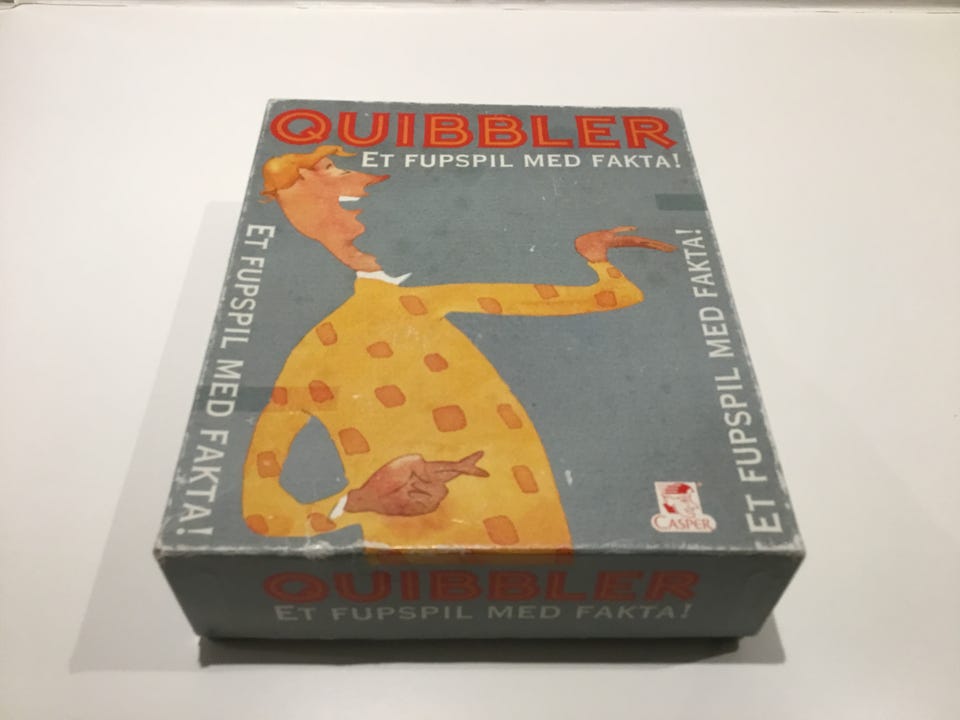 QUIBBLER
ET FUPSPIL MED FAKTA!
ET FUPSPIL MED FAKTA!
ET FUPSPIL MED FAKTA!
CASPER
QUIBBLER
ET FUPSPIL MED FAKTA!